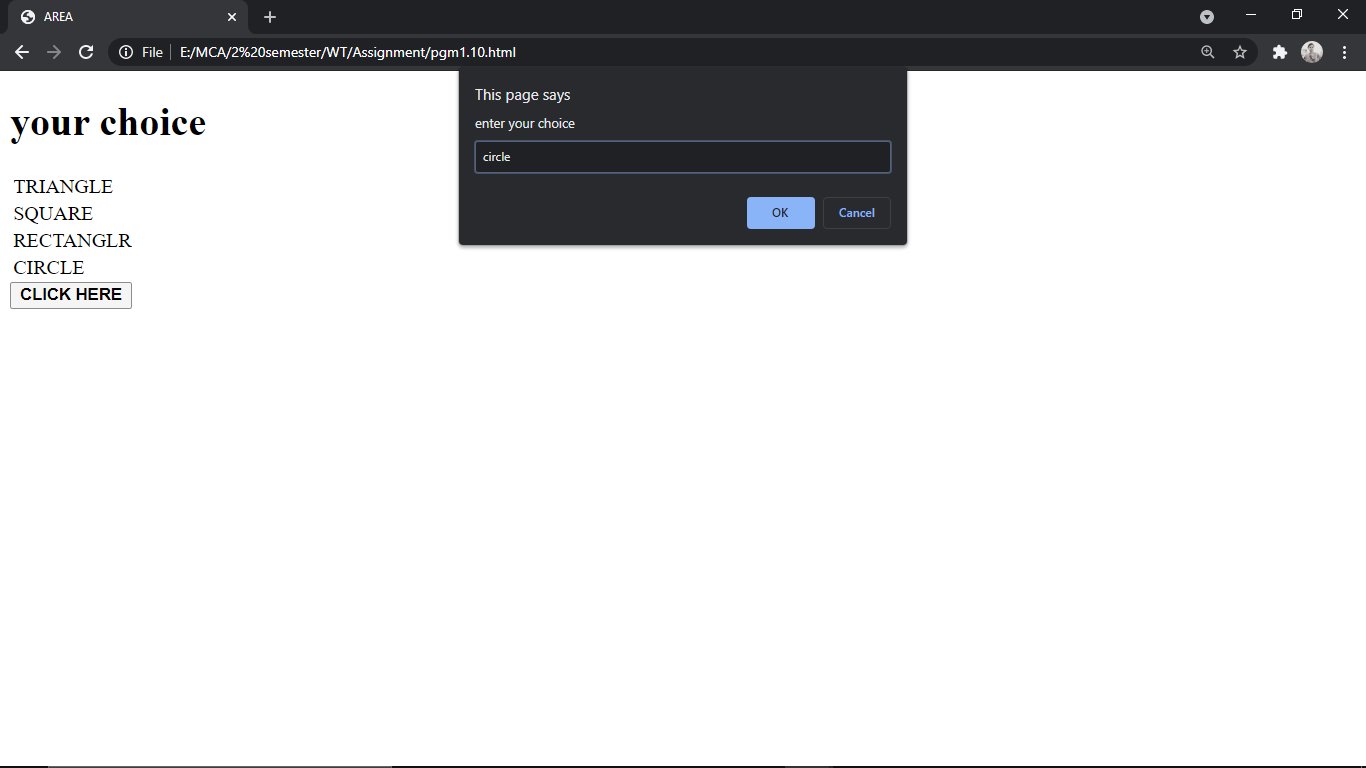 AREA
File
E:/MCA/2%20semester/WT/Assignment/pgm1.10.html
This page says
enter your choice
circle
OK
Cancel
your choice
TRIANGLE
SQUARE
RECTANGLR
CIRCLE
CLICK HERE